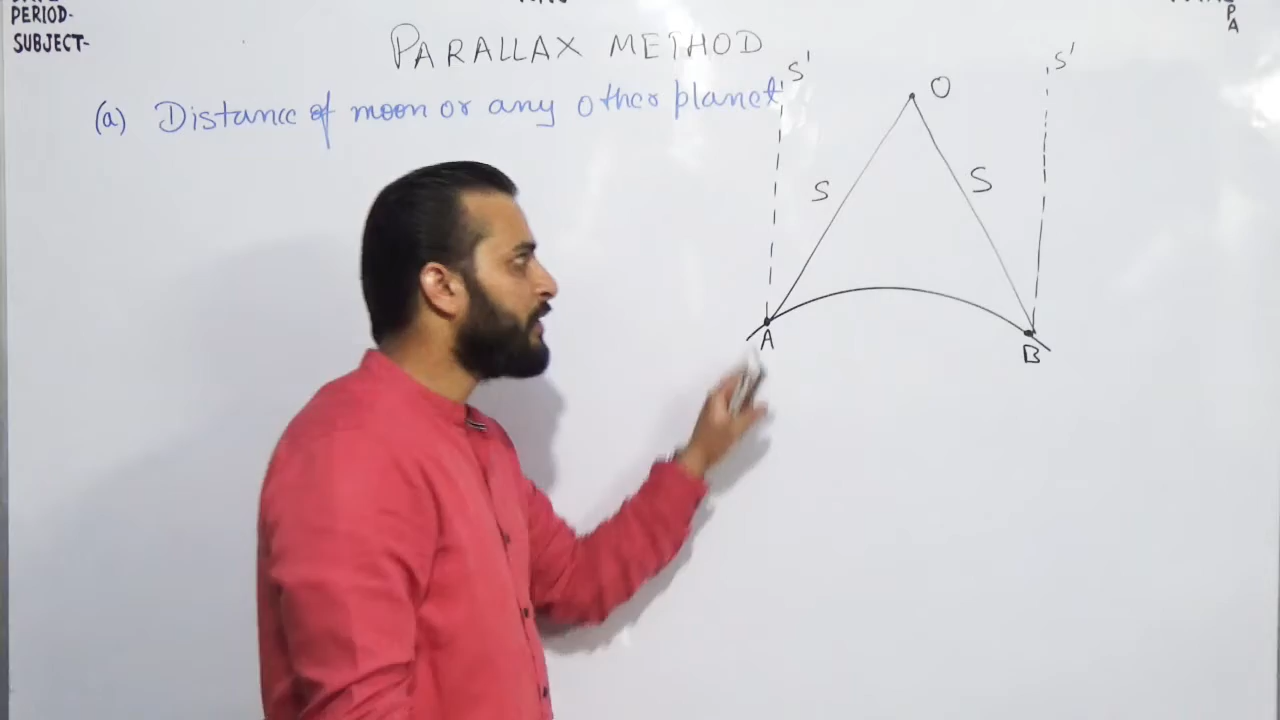 PERIOD-
SUBJECT-
PARALLAX METHOD
(a) Distance of moon or any other planet
S'
O
S'
S
S
A
B
P
A